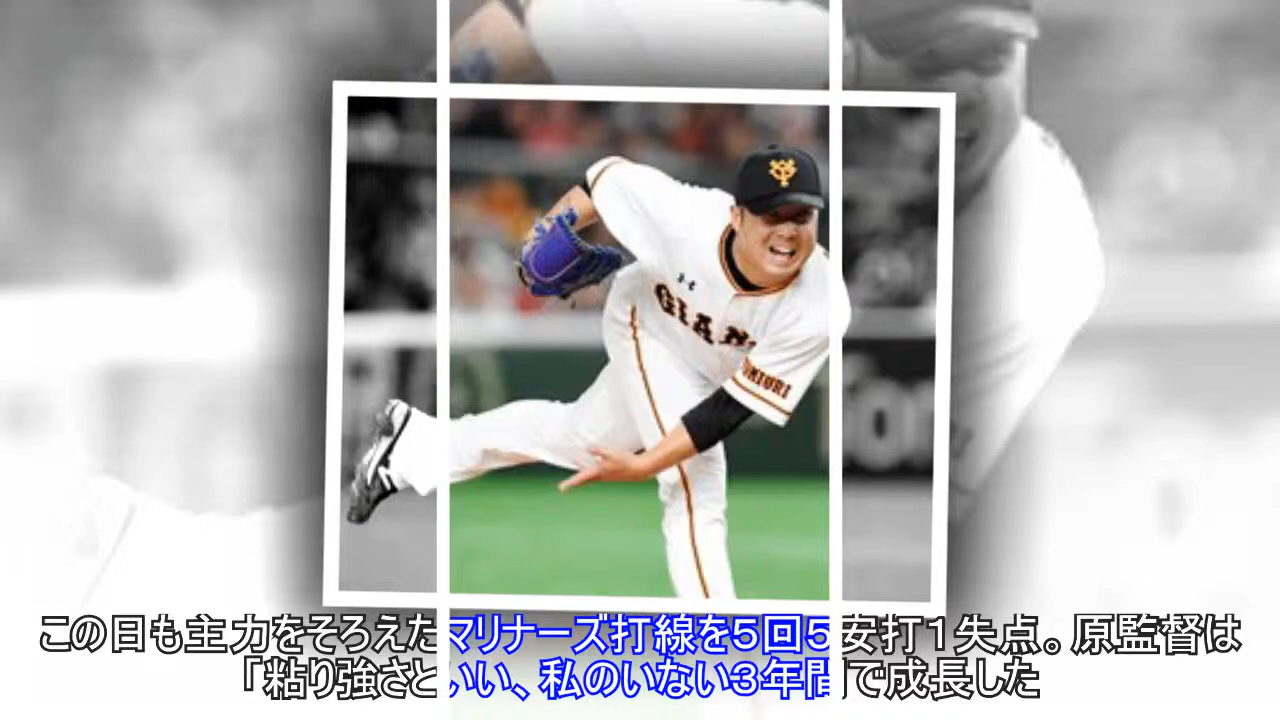 GIAN
YOMIURI
この日も主力をそろえたマリナーズ打線を5回5安打1失点。原監督は
「粘り強さといい、私のいない3年間で成長した